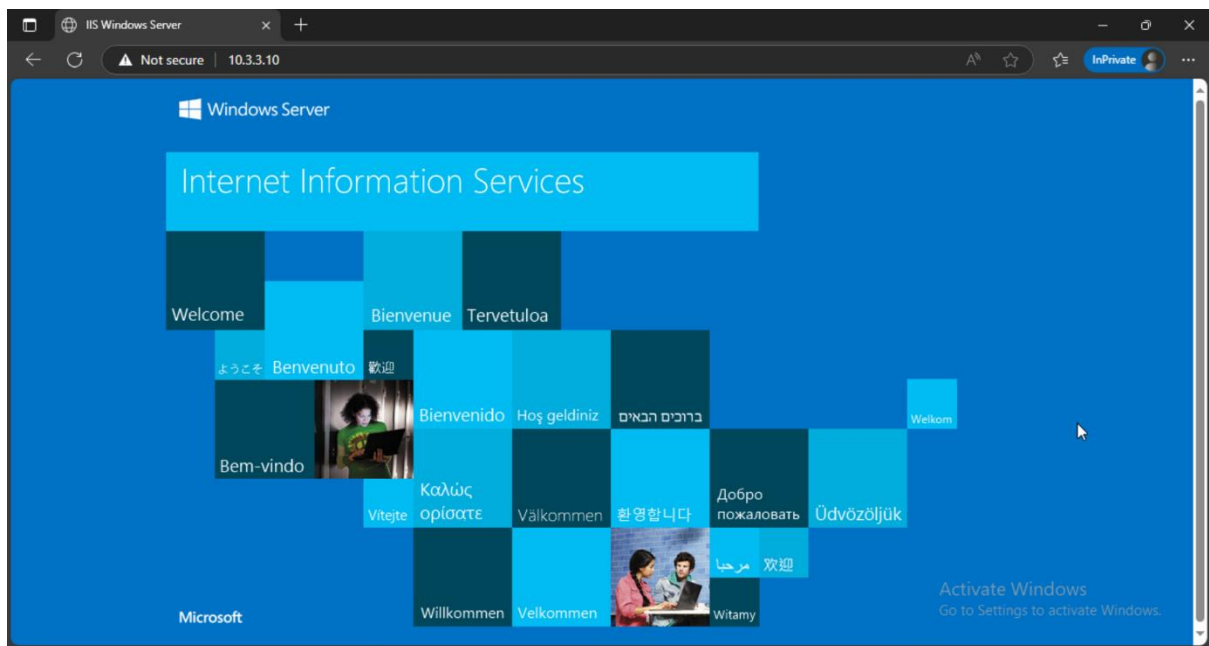 IIS Windows Server
Not secure
10.3.3.10
InPrivate
Windows Server
Internet Information Services
Welcome
Bienvenue
Tervetuloa
ようこそ
Benvenuto
歡迎
Bienvenido
Hoş geldiniz
ברוכים הבאים
Welkom
Bem-vindo
Vítejte
Καλώς
ορίσατε
Välkommen
환영합니다
Добро
пожаловать
Üdvözöljük
مرحبا
欢迎
Willkommen
Velkommen
Witamy
Microsoft
Activate Windows
Go to Settings to activate Windows.